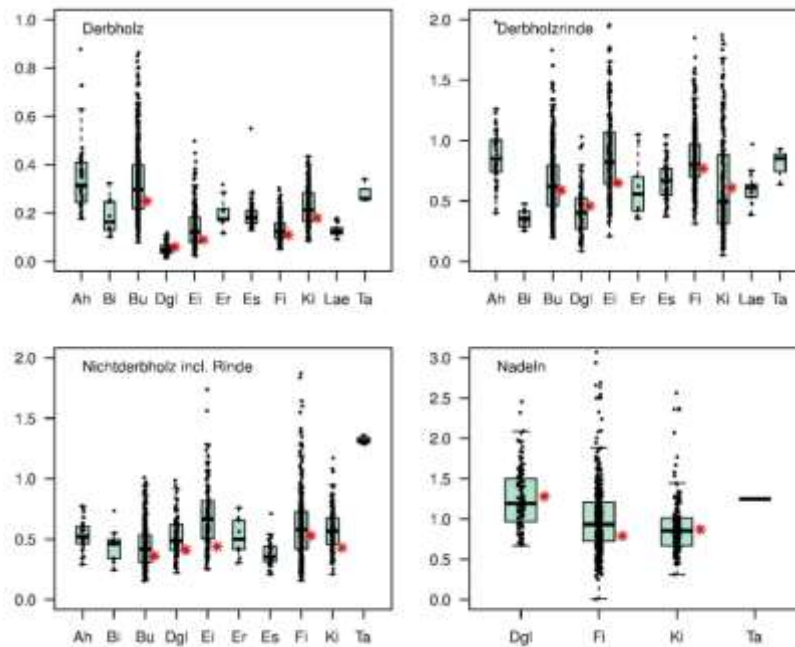 Derbholz
1.0
0.8
0.6
0.4
0.2
0.0
Ah Bi Bu Dgl Ei Er Es Fi Ki Lae Ta
Derbholzrinde
2.0
1.5
1.0
0.5
0.0
Ah Bi Bu Dgl Ei Er Es Fi Ki Lae Ta
Nichtderbholz incl. Rinde
2.0
1.5
1.0
0.5
0.0
Ah Bi Bu Dgl Ei Er Es Fi Ki Ta
Nadeln
3.0
2.5
2.0
1.5
1.0
0.5
0.0
Dgl Fi Ki Ta